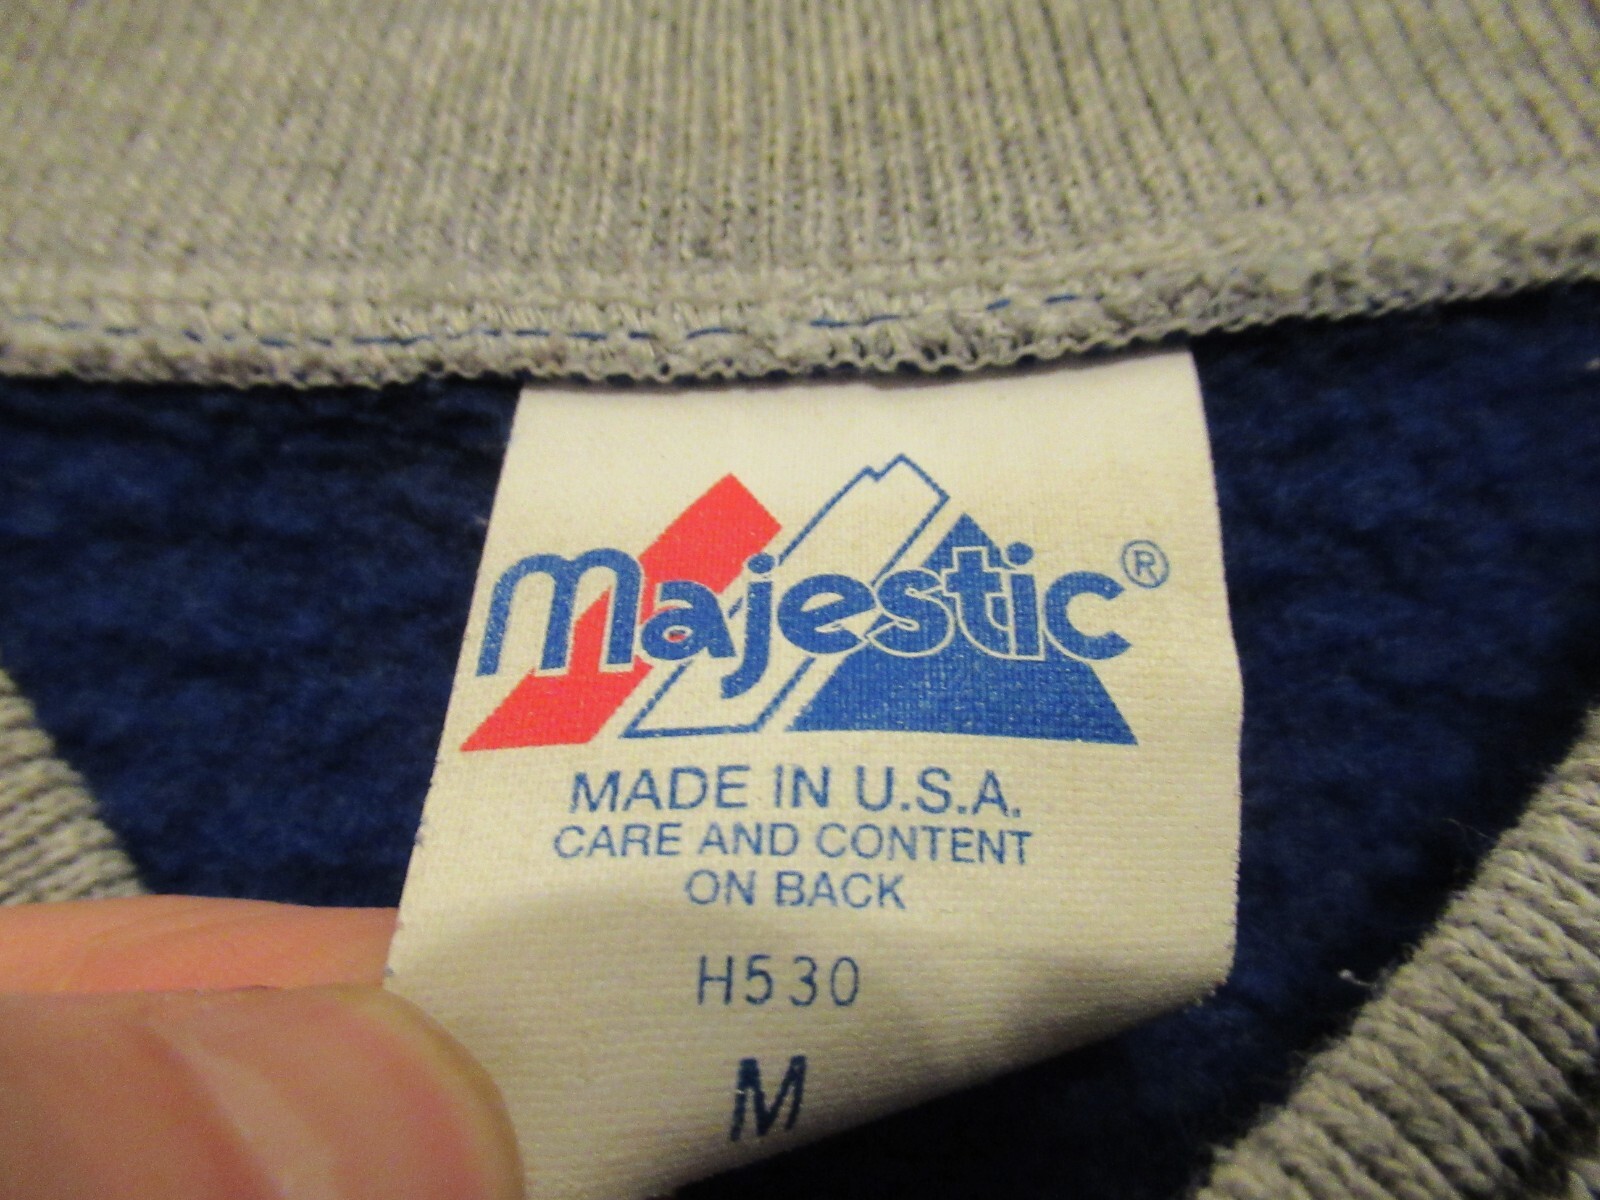 Majestic®
MADE IN U.S.A.
CARE AND CONTENT
ON BACK
H530
M